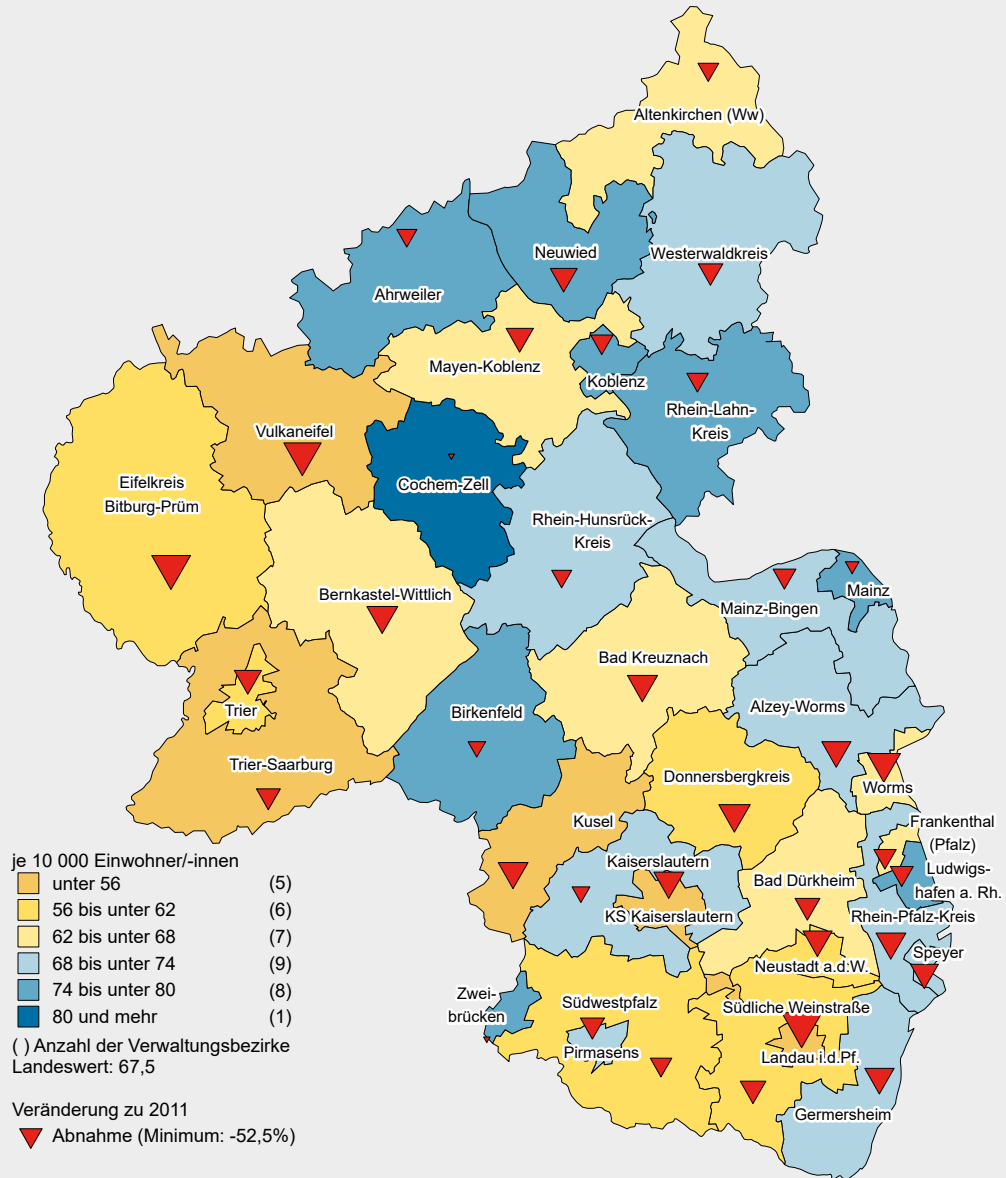 Altenkirchen (Ww)
Neuwied
Westerwaldkreis
Ahrweiler
Mayen-Koblenz
Koblenz
Rhein-Lahn-
Kreis
Vulkaneifel
Cochem-Zell
Eifelkreis
Bitburg-Prüm
Rhein-Hunsrück-
Kreis
Bernkastel-Wittlich
Mainz
Mainz-Bingen
Bad Kreuznach
Trier
Birkenfeld
Alzey-Worms
Trier-Saarburg
Donnersbergkreis
Worms
Kusel
Frankenthal
(Pfalz)
Kaiserslautern
Ludwigs-
hafen a. Rh.
Bad Dürkheim
KS Kaiserslautern
Rhein-Pfalz-Kreis
Speyer
Neustadt a.d.W.
Zwei-
brücken
Südwestpfalz
Südliche Weinstraße
Pirmasens
Landau i.d.Pf.
Germersheim
je 10 000 Einwohner/-innen
unter 56 (5)
56 bis unter 62 (6)
62 bis unter 68 (7)
68 bis unter 74 (9)
74 bis unter 80 (8)
80 und mehr (1)
( ) Anzahl der Verwaltungsbezirke
Landeswert: 67,5
Veränderung zu 2011
Abnahme (Minimum: -52,5%)